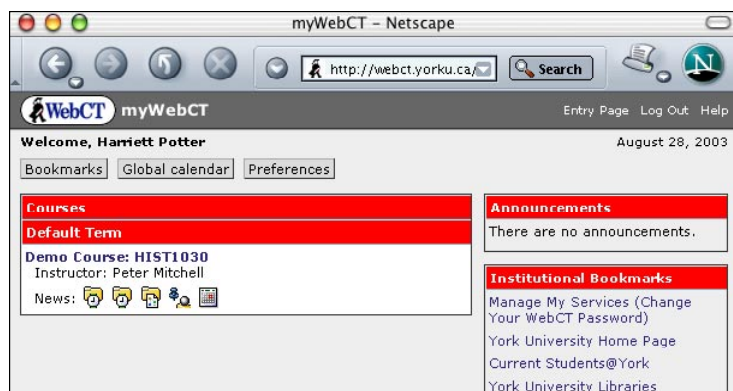 myWebCT – Netscape
http://webct.yorku.ca/
Search
N
WebCT myWebCT
Entry Page Log Out Help
Welcome, Harriett Potter
August 28, 2003
Bookmarks Global calendar Preferences
Courses
Default Term
Demo Course: HIST1030
Instructor: Peter Mitchell
News:
Announcements
There are no announcements.
Institutional Bookmarks
Manage My Services (Change
Your WebCT Password)
York University Home Page
Current Students@York
York University Libraries